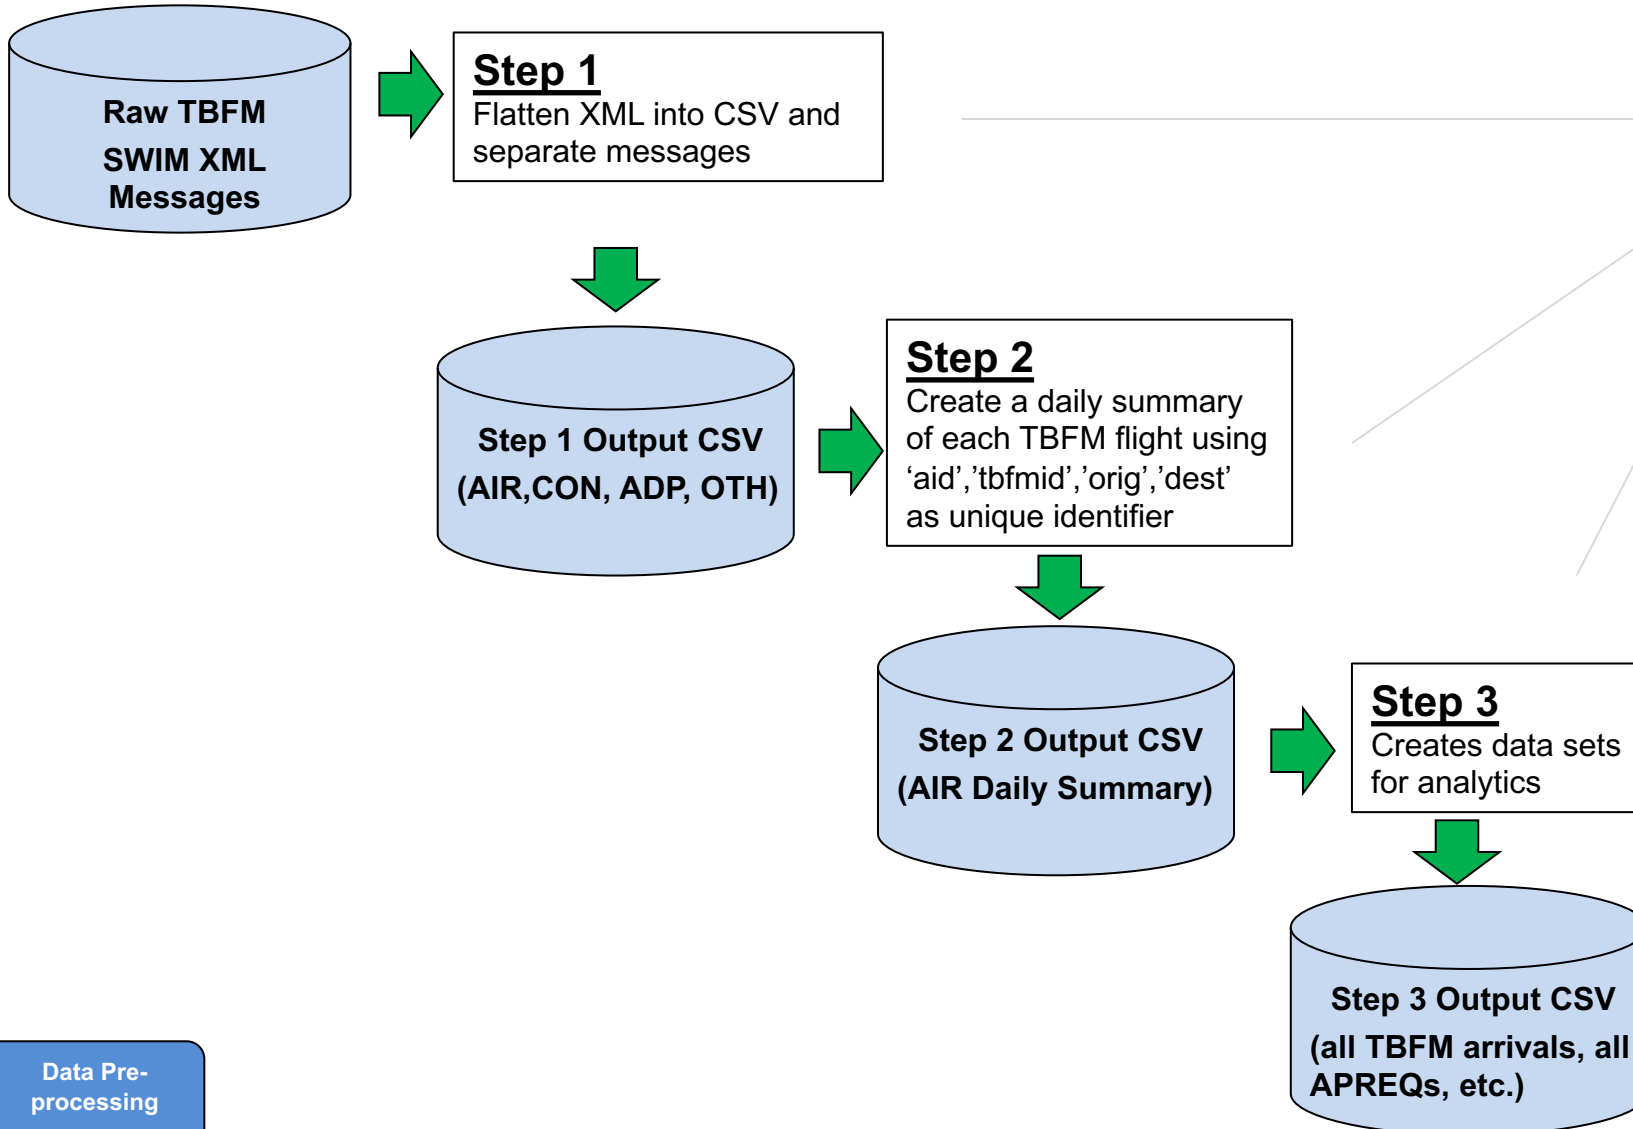 Raw TBFM
SWIM XML
Messages
Step 1
Flatten XML into CSV and
separate messages
Step 1 Output CSV
(AIR,CON, ADP, OTH)
Step 2
Create a daily summary
of each TBFM flight using
‘aid’,’tbfmid’,’orig’,’dest’
as unique identifier
Step 2 Output CSV
(AIR Daily Summary)
Step 3
Creates data sets
for analytics
Step 3 Output CSV
(all TBFM arrivals, all
APREQs, etc.)
Data Pre-
processing